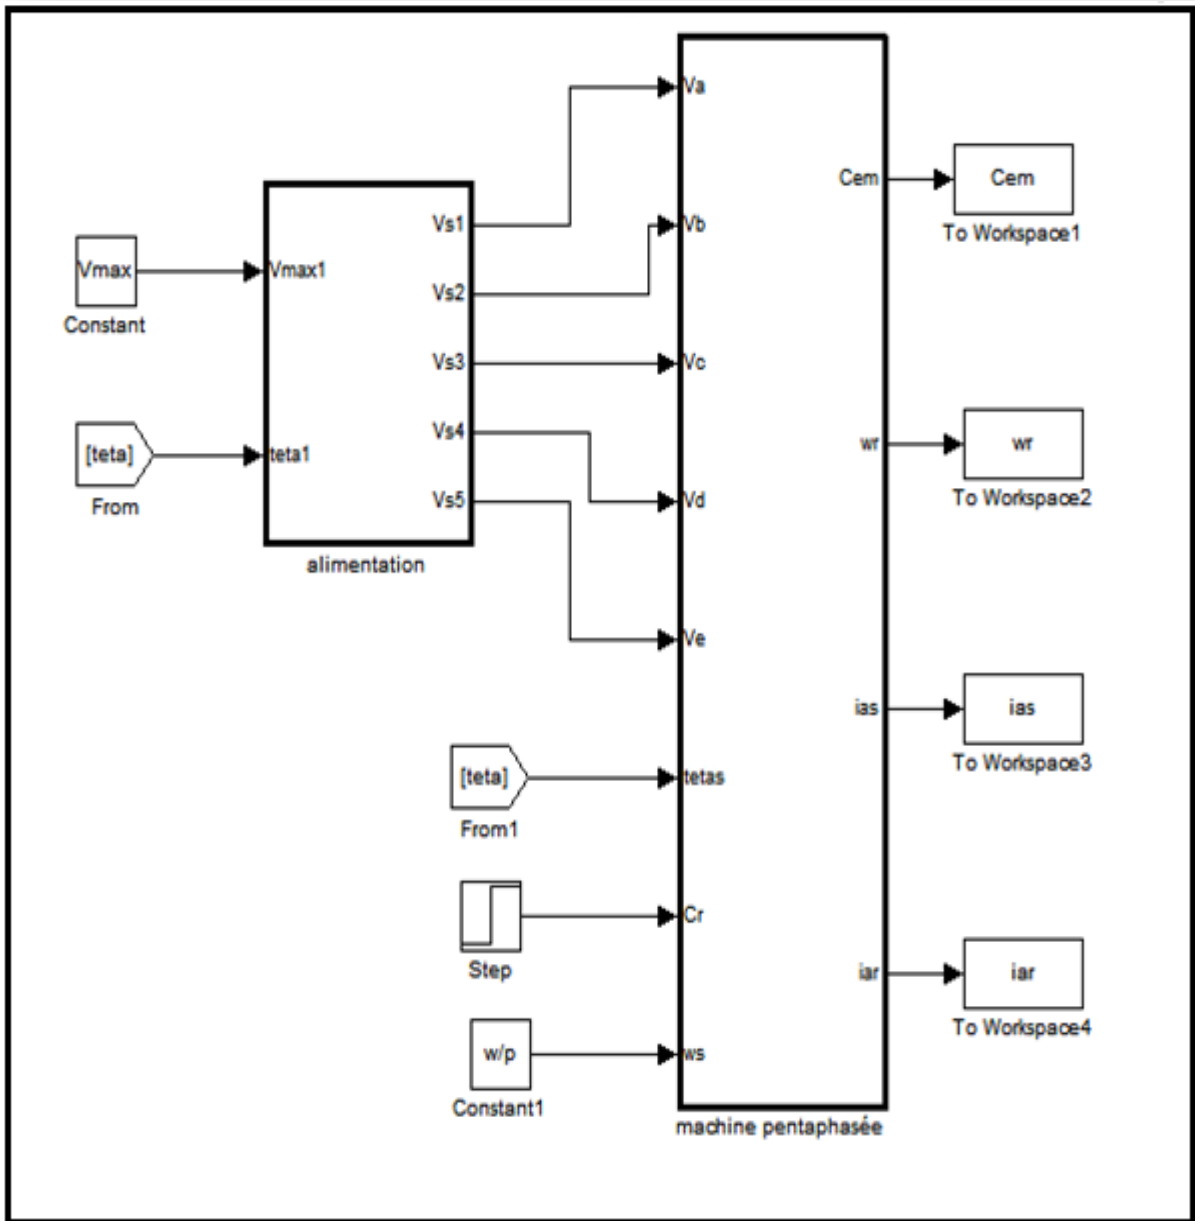 Va
Cem
Cem
To Workspace1
Vs1
Vb
Vmax
Vmax1
Vs2
Constant
Vs3
Vc
[teta]
teta1
Vs4
wr
wr
From
Vs5
Vd
To Workspace2
alimentation
Ve
ias
ias
To Workspace3
[teta]
tetas
From1
Cr
Step
iar
iar
To Workspace4
w/p
ws
Constant1
machine pentaphasée